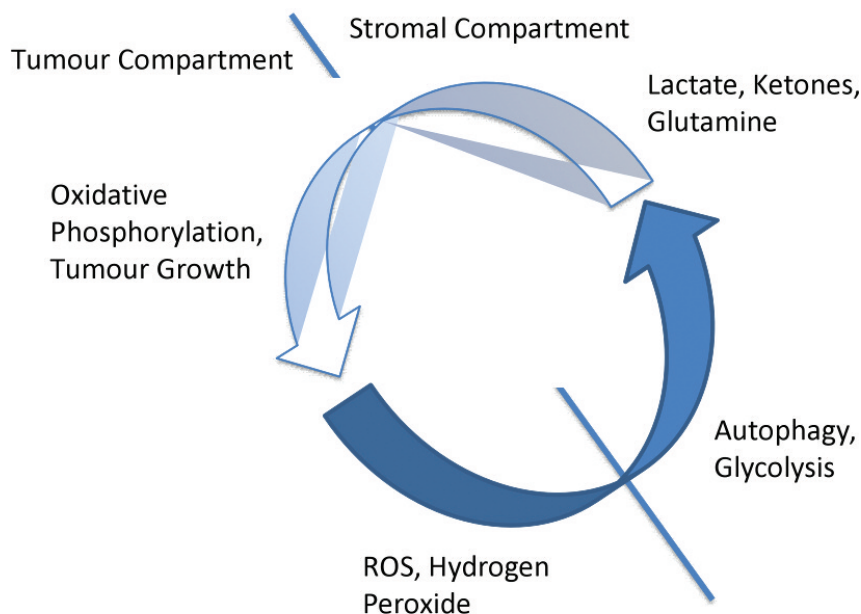 Stromal Compartment
Tumour Compartment
Lactate, Ketones,
Glutamine
Oxidative
Phosphorylation,
Tumour Growth
Autophagy,
Glycolysis
ROS, Hydrogen
Peroxide